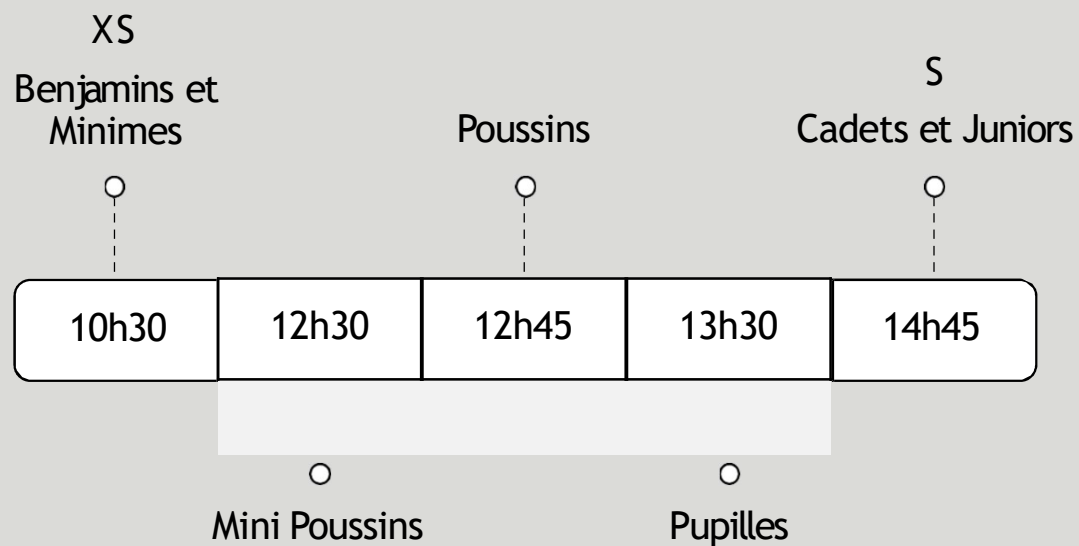 XS
Benjamins et
Minimes
Poussins
S
Cadets et Juniors
10h30
12h30
12h45
13h30
14h45
Mini Poussins
Pupilles